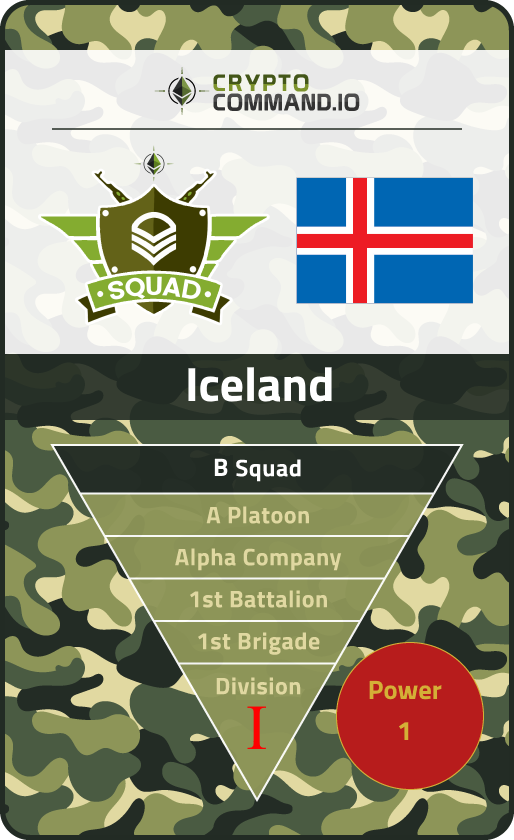 CRYPTO
COMMAND.IO
SQUAD
Iceland
B Squad
A Platoon
Alpha Company
1st Battalion
1st Brigade
Division
I
Power
1